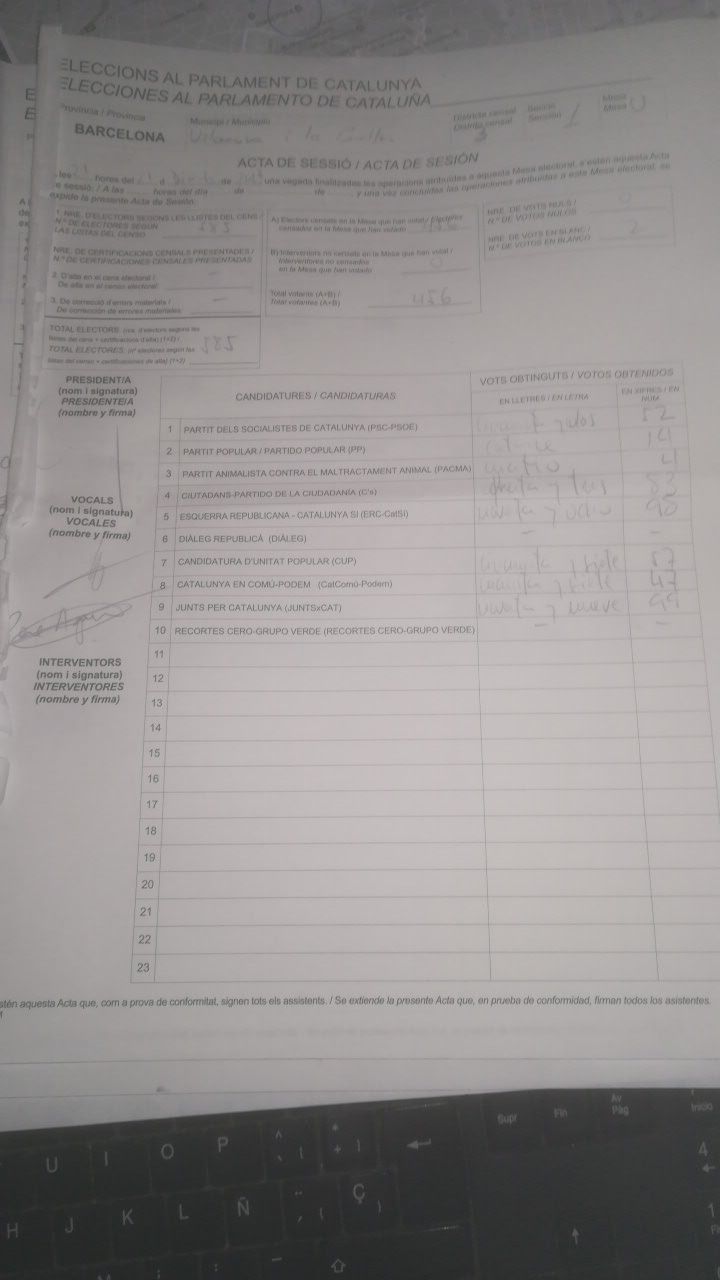 ELECCIONS AL PARLAMENT DE CATALUNYA
ELECCIONES AL PARLAMENTO DE CATALUÑA
Província / Provincia
Municipi / Municipio
Districte censal
Distrito censal
Secció
Sección
Mesa
Mesa
BARCELONA
Vilanova i la
3
1
U
ACTA DE SESSIÓ / ACTA DE SESIÓN
hores del 21 d de una vegada finalitzades les operacions atribuïdes a aquesta Mesa electoral, s'estén aquesta Acta
de sessió. / A las horas del día de de , y una vez concluidas las operaciones atribuidas a esta Mesa electoral, se
expide la presente Acta de Sesión.
1. NRE. D'ELECTORS SEGONS LES LLISTES DEL CENS /
N.º DE ELECTORES SEGÚN
LAS LISTAS DEL CENSO
585
NRE. DE CERTIFICACIONS CENSALS PRESENTADES /
N.º DE CERTIFICACIONES CENSALES PRESENTADAS
2. D'alta en el cens electoral /
De alta en el censo electoral
-
3. De correcció d'errors materials /
De corrección de errores materiales
-
TOTAL ELECTORS: (nre. d'electors segons les
llistes del cens + certificacions d'alta) (1+2) /
TOTAL ELECTORES: (nº electores según las
listas del censo + certificaciones de alta) (1+2)
585
A) Electors censats en la Mesa que han votat / Electores
censados en la Mesa que han votado
456
B) Interventors no censats en la Mesa que han votat /
Interventores no censados
en la Mesa que han votado
0
Total votants (A+B) /
Total votantes (A+B)
456
NRE. DE VOTS NULS /
N.º DE VOTOS NULOS
0
NRE. DE VOTS EN BLANC /
N.º DE VOTOS EN BLANCO
2
PRESIDENT/A
(nom i signatura)
PRESIDENTE/A
(nombre y firma)
VOCALS
(nom i signatura)
VOCALES
(nombre y firma)
INTERVENTORS
(nom i signatura)
INTERVENTORES
(nombre y firma)
CANDIDATURES / CANDIDATURAS
VOTS OBTINGUTS / VOTOS OBTENIDOS
EN LLETRES / EN LETRA
EN XIFRES / EN
NUM
1 PARTIT DELS SOCIALISTES DE CATALUNYA (PSC-PSOE) cincuenta y dos 52
2 PARTIT POPULAR / PARTIDO POPULAR (PP) catorce 14
3 PARTIT ANIMALISTA CONTRA EL MALTRACTAMENT ANIMAL (PACMA) cuatro 4
4 CIUTADANS-PARTIDO DE LA CIUDADANÍA (C's) ochenta y tres 83
5 ESQUERRA REPUBLICANA - CATALUNYA SÍ (ERC-CatSí) noventa y ocho 98
6 DIÀLEG REPUBLICÀ (DIÀLEG) - -
7 CANDIDATURA D'UNITAT POPULAR (CUP) cincuenta y siete 57
8 CATALUNYA EN COMÚ-PODEM (CatComú-Podem) cuarenta y siete 47
9 JUNTS PER CATALUNYA (JUNTSxCAT) noventa y nueve 99
10 RECORTES CERO-GRUPO VERDE (RECORTES CERO-GRUPO VERDE) - -
11
12
13
14
15
16
17
18
19
20
21
22
23
stén aquesta Acta que, com a prova de conformitat, signen tots els assistents. / Se extiende la presente Acta que, en prueba de conformidad, firman todos los asistentes.
U I O P
H J K L Ñ Ç
Supr
Fin
Av
Pág
Inicio
4
1